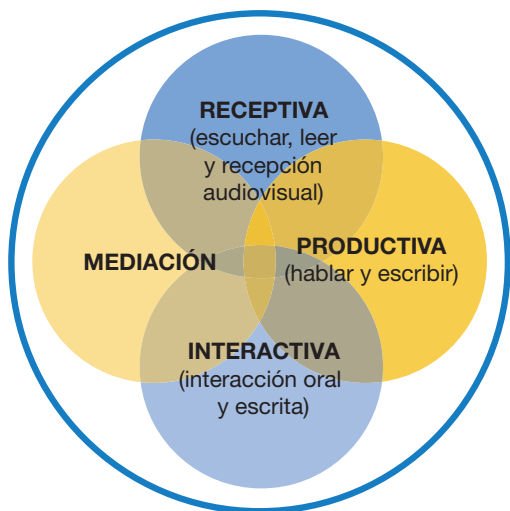 RECEPTIVA
(escuchar, leer
y recepción
audiovisual)
MEDIACIÓN
PRODUCTIVA
(hablar y escribir)
INTERACTIVA
(interacción oral
y escrita)